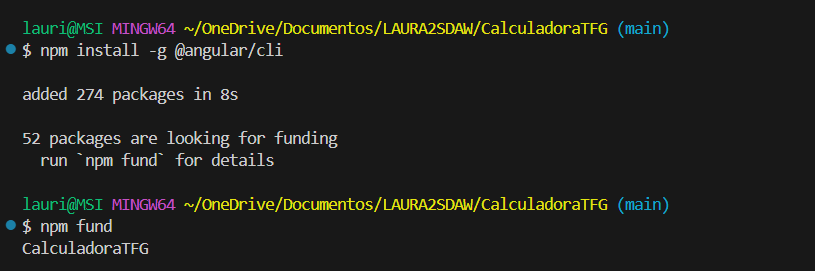 lauri@MSI MINGW64 ~/OneDrive/Documentos/LAURA2SDAW/CalculadoraTFG (main)
$ npm install -g @angular/cli
added 274 packages in 8s
52 packages are looking for funding
run `npm fund` for details
lauri@MSI MINGW64 ~/OneDrive/Documentos/LAURA2SDAW/CalculadoraTFG (main)
$ npm fund
CalculadoraTFG